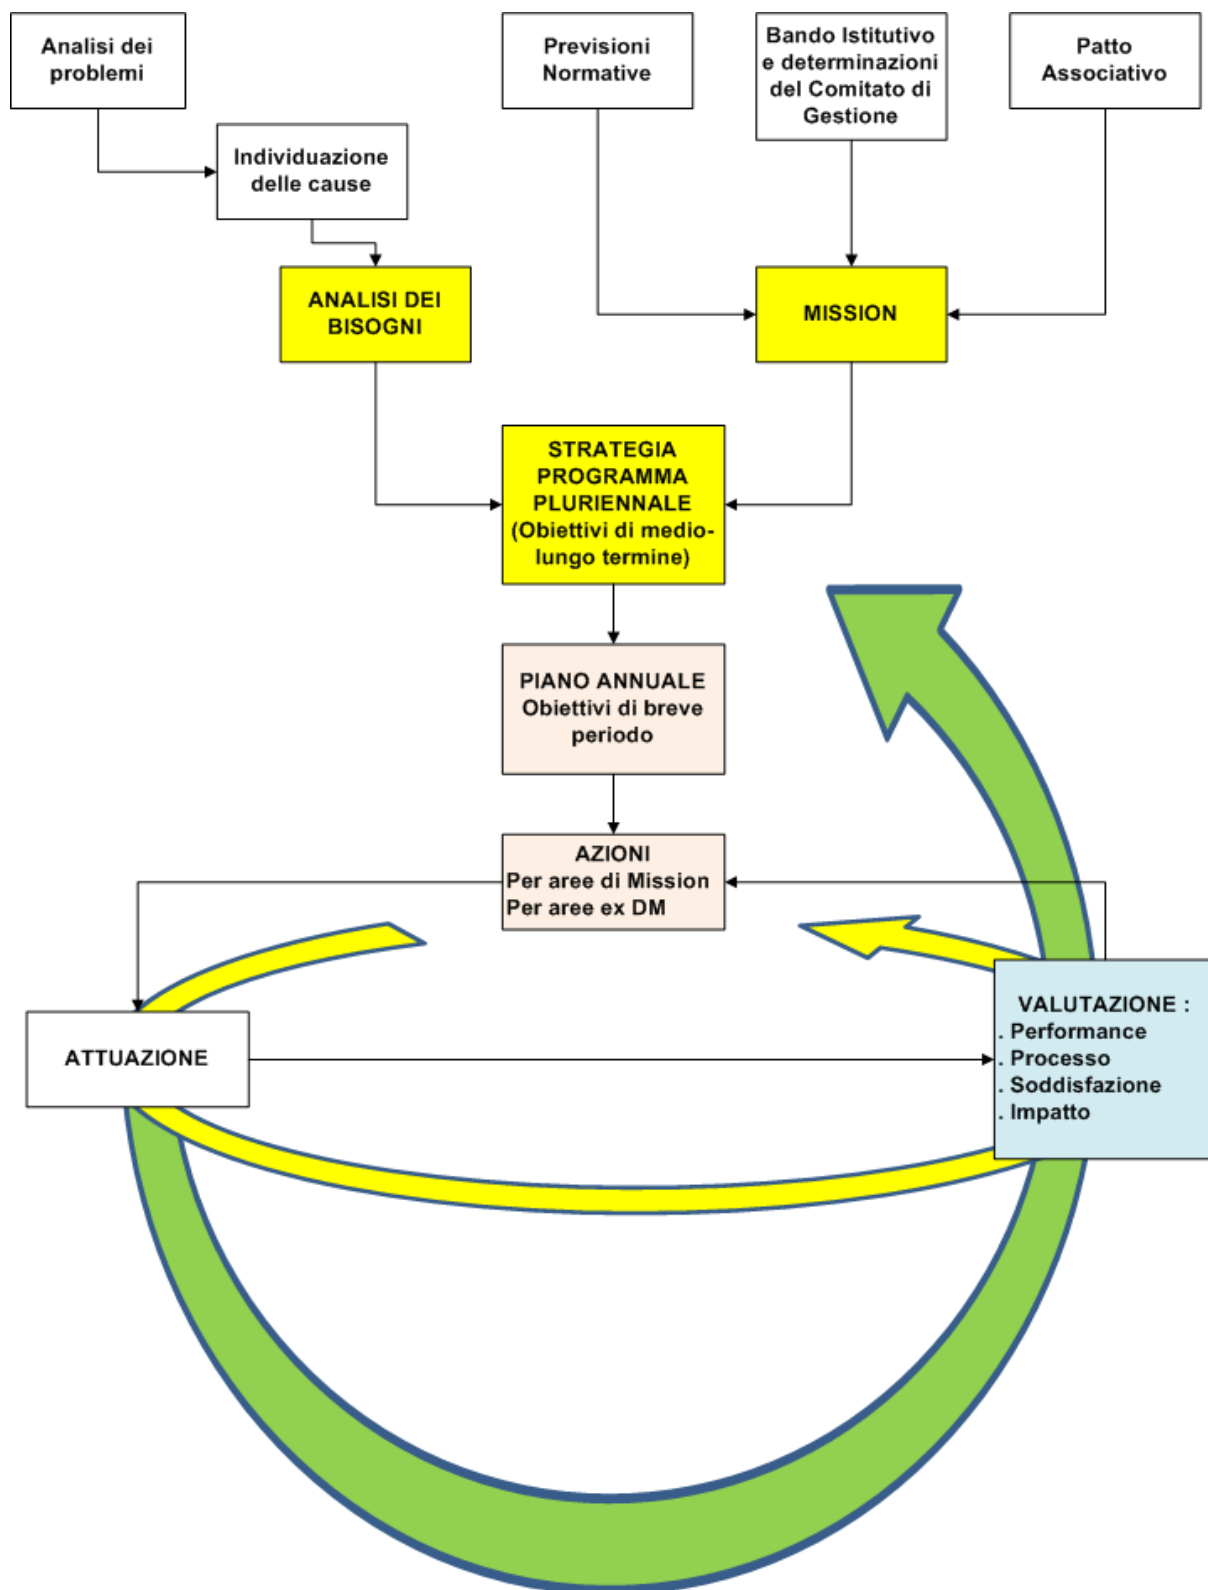 Analisi dei
problemi
Previsioni
Normative
Bando Istitutivo
e determinazioni
del Comitato di
Gestione
Patto
Associativo
Individuazione
delle cause
ANALISI DEI
BISOGNI
MISSION
STRATEGIA
PROGRAMMA
PLURIENNALE
(Obiettivi di medio-
lungo termine)
PIANO ANNUALE
Obiettivi di breve
periodo
AZIONI
Per aree di Mission
Per aree ex DM
ATTUAZIONE
VALUTAZIONE :
. Performance
. Processo
. Soddisfazione
. Impatto